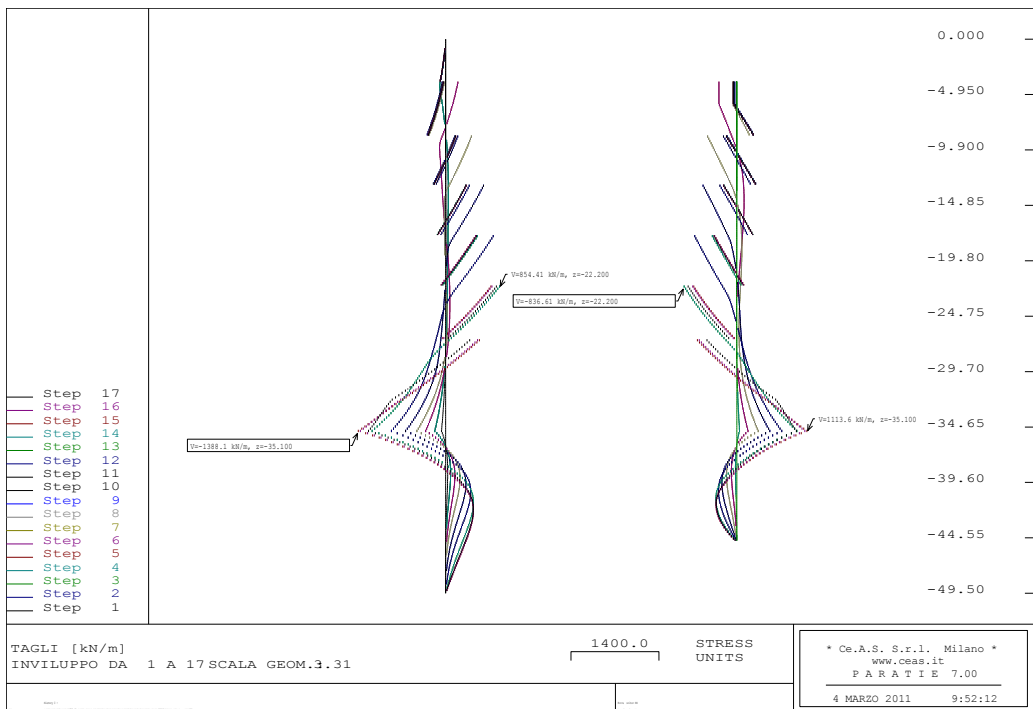 0.000
-4.950
-9.900
-14.85
-19.80
V=854.41 kN/m, z=-22.200
V=-836.61 kN/m, z=-22.200
-24.75
-29.70
Step 17
Step 16
Step 15
Step 14
Step 13
Step 12
Step 11
Step 10
Step 9
Step 8
Step 7
Step 6
Step 5
Step 4
Step 3
Step 2
Step 1
V=1113.6 kN/m, z=-35.100
-34.65
V=-1388.1 kN/m, z=-35.100
-39.60
-44.55
-49.50
TAGLI [kN/m]
INVILUPPO DA 1 A 17 SCALA GEOM.
1400.0
STRESS
UNITS
* Ce.A.S. S.r.l. Milano *
www.ceas.it
P A R A T I E 7.00
4 MARZO 2011 9:52:12